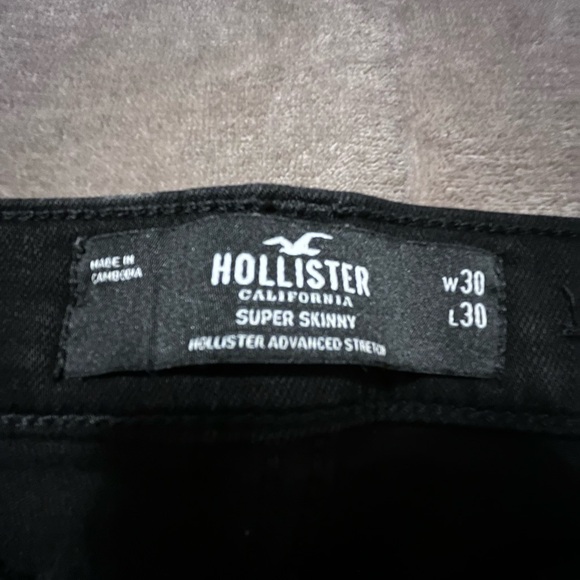 MADE IN
CAMBODIA
HOLLISTER
CALIFORNIA
SUPER SKINNY
HOLLISTER ADVANCED STRETCH
W30
L30